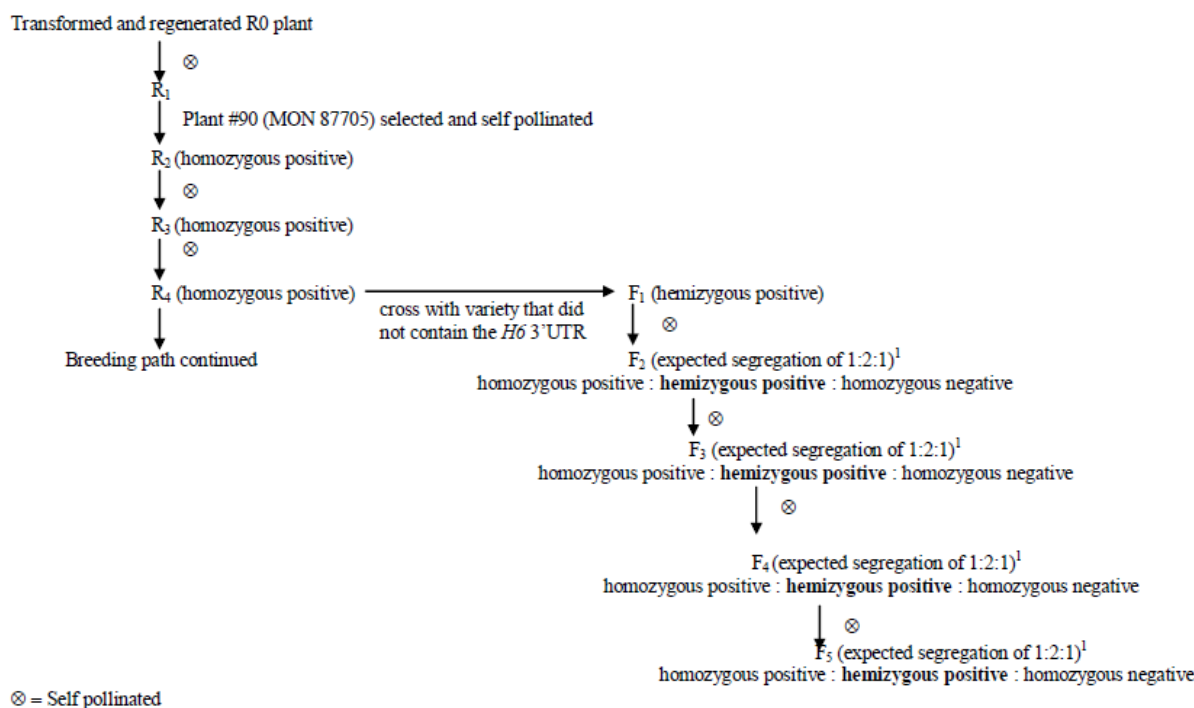 Transformed and regenerated R0 plant
⊗
R₁
Plant #90 (MON 87705) selected and self pollinated
R₂ (homozygous positive)
⊗
R₃ (homozygous positive)
⊗
R₄ (homozygous positive)
cross with variety that did
not contain the H6 3’UTR
F₁ (hemizygous positive)
⊗
Breeding path continued
F₂ (expected segregation of 1:2:1)¹
homozygous positive : hemizygous positive : homozygous negative
⊗
F₃ (expected segregation of 1:2:1)¹
homozygous positive : hemizygous positive : homozygous negative
⊗
F₄ (expected segregation of 1:2:1)¹
homozygous positive : hemizygous positive : homozygous negative
⊗
F₅ (expected segregation of 1:2:1)¹
homozygous positive : hemizygous positive : homozygous negative
⊗ = Self pollinated